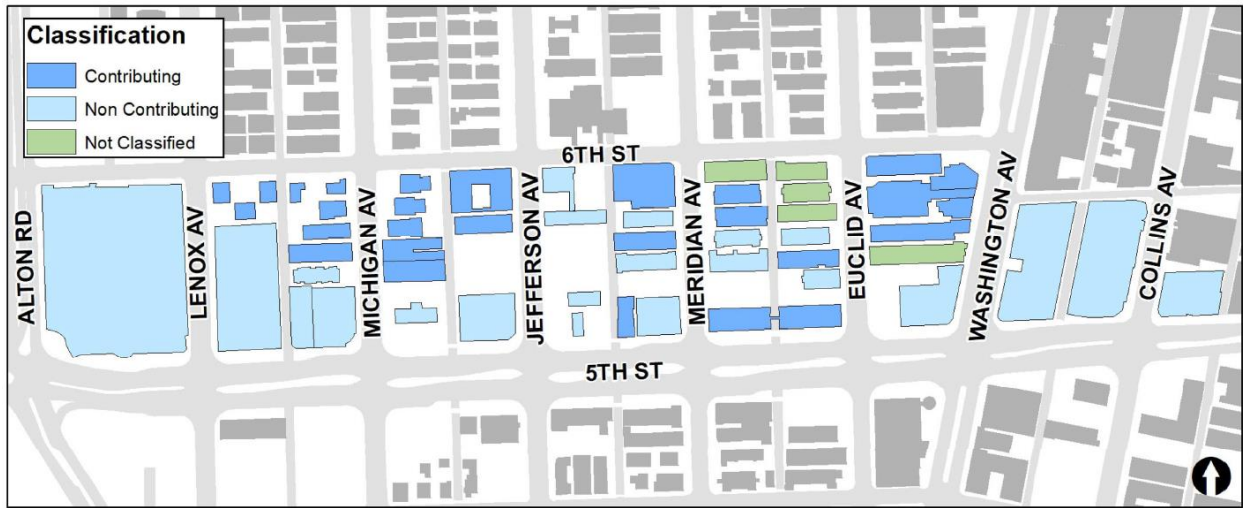 Classification
Contributing
Non Contributing
Not Classified
6TH ST
ALTON RD
LENOX AV
MICHIGAN AV
JEFFERSON AV
MERIDIAN AV
EUCLID AV
WASHINGTON AV
COLLINS AV
5TH ST